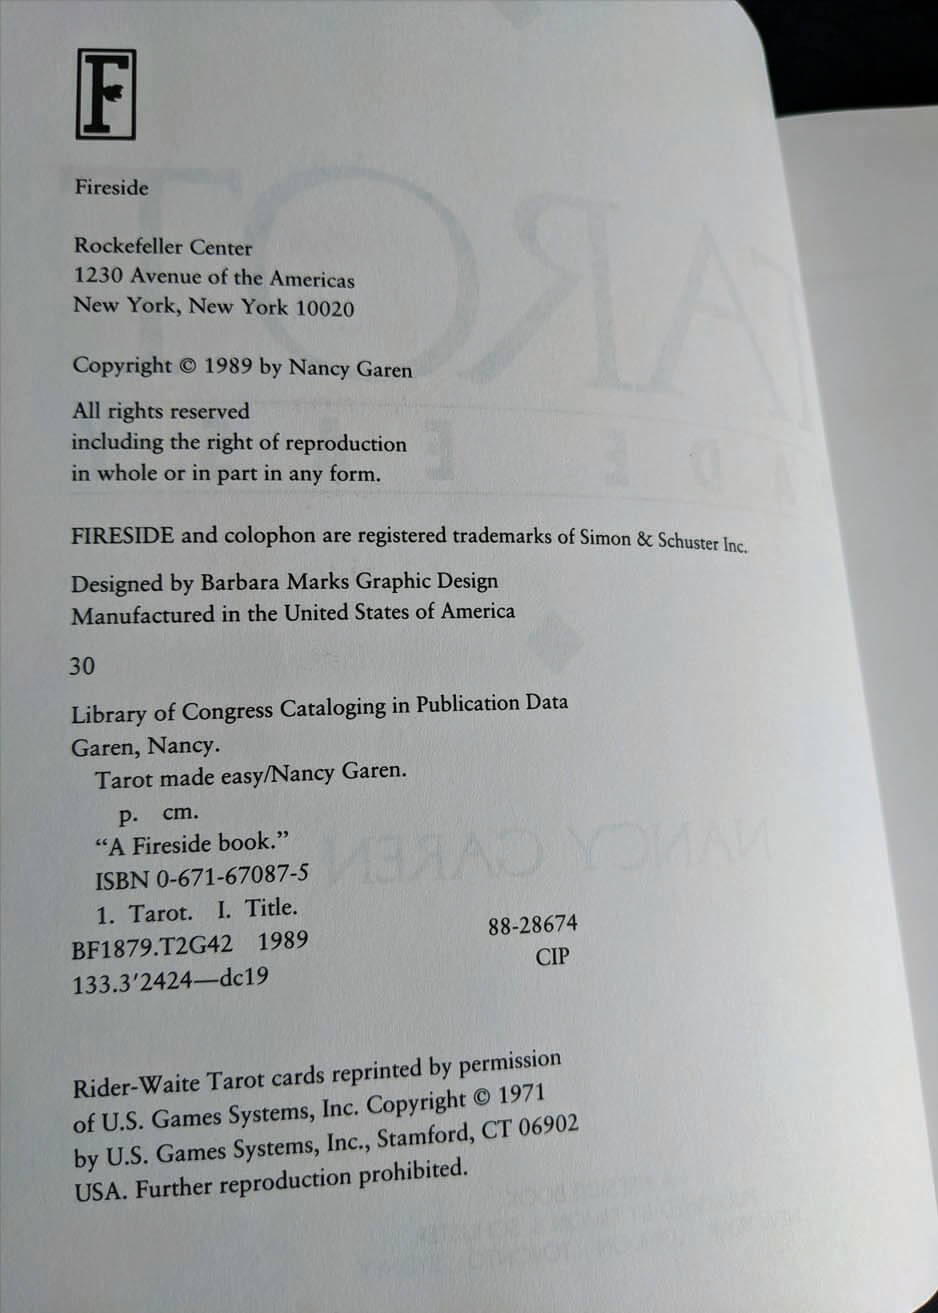 F
Fireside
Rockefeller Center
1230 Avenue of the Americas
New York, New York 10020
Copyright © 1989 by Nancy Garen
All rights reserved
including the right of reproduction
in whole or in part in any form.
FIRESIDE and colophon are registered trademarks of Simon & Schuster Inc.
Designed by Barbara Marks Graphic Design
Manufactured in the United States of America
30
Library of Congress Cataloging in Publication Data
Garen, Nancy.
Tarot made easy/Nancy Garen.
p. cm.
“A Fireside book.”
ISBN 0-671-67087-5
1. Tarot. I. Title.
BF1879.T2G42 1989 88-28674
133.3′2424—dc19 CIP
Rider-Waite Tarot cards reprinted by permission
of U.S. Games Systems, Inc. Copyright © 1971
by U.S. Games Systems, Inc., Stamford, CT 06902
USA. Further reproduction prohibited.